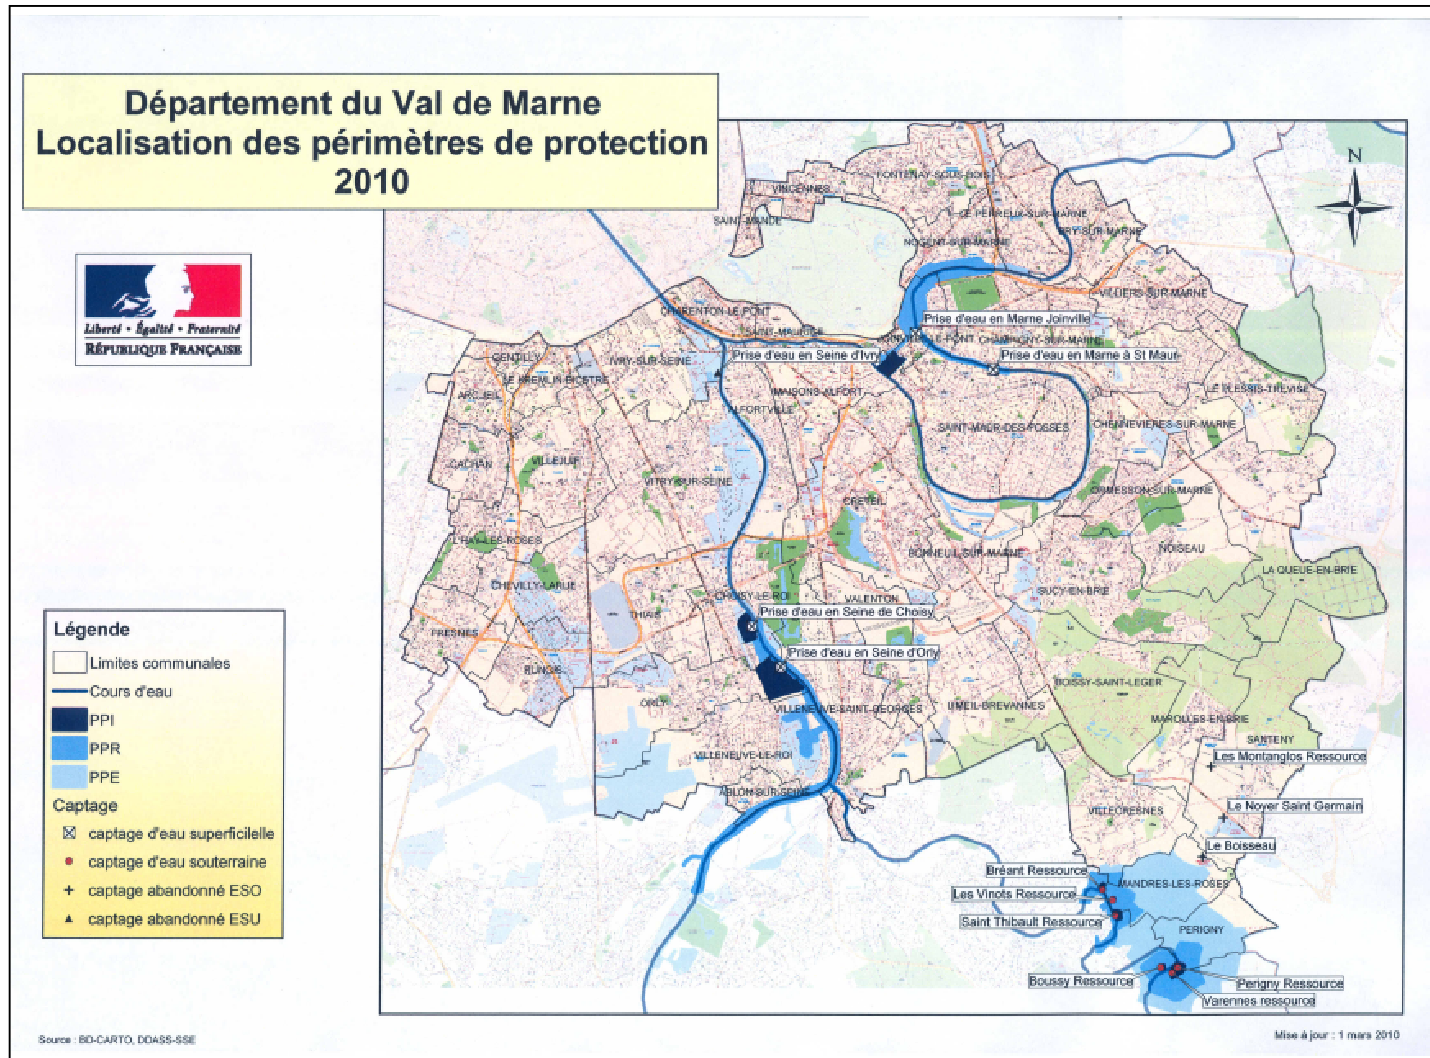 Département du Val de Marne
Localisation des périmètres de protection
2010
Liberté • Égalité • Fraternité
RÉPUBLIQUE FRANÇAISE
N
VINCENNES
FONTENAY-SOUS-BOIS
SAINT-MANDE
LE PERREUX-SUR-MARNE
BRY-SUR-MARNE
NOGENT-SUR-MARNE
VILLIERS-SUR-MARNE
CHARENTON-LE-PONT
SAINT-MAURICE
Prise d'eau en Marne Joinville
JOINVILLE-LE-PONT
CHAMPIGNY-SUR-MARNE
GENTILLY
IVRY-SUR-SEINE
Prise d'eau en Seine d'Ivry
Prise d'eau en Marne à St Maur
LE KREMLIN-BICETRE
ARCUEIL
MAISONS-ALFORT
LE PLESSIS-TREVISE
ALFORTVILLE
SAINT-MAUR-DES-FOSSES
CHENNEVIERES-SUR-MARNE
CACHAN
VILLEJUIF
VITRY-SUR-SEINE
CRETEIL
ORMESSON-SUR-MARNE
L'HAY-LES-ROSES
BONNEUIL-SUR-MARNE
NOISEAU
LA QUEUE-EN-BRIE
CHEVILLY-LARUE
CHOISY-LE-ROI
VALENTON
SUCY-EN-BRIE
THIAIS
Prise d'eau en Seine de Choisy
FRESNES
Prise d'eau en Seine d'Orly
RUNGIS
BOISSY-SAINT-LEGER
ORLY
VILLENEUVE-SAINT-GEORGES
LIMEIL-BREVANNES
MAROLLES-EN-BRIE
SANTENY
VILLENEUVE-LE-ROI
Les Montanglos Ressource
ABLON-SUR-SEINE
VILLECRESNES
Le Noyer Saint Germain
Le Boisseau
Bréant Ressource
MANDRES-LES-ROSES
Les Vinots Ressource
Saint Thibault Ressource
PERIGNY
Boussy Ressource
Perigny Ressource
Varennes ressource
Légende
Limites communales
Cours d'eau
PPI
PPR
PPE
Captage
captage d'eau superficilelle
captage d'eau souterraine
captage abandonné ESO
captage abandonné ESU
Source : BD-CARTO, DDASS-SSE
Mise à jour : 1 mars 2010